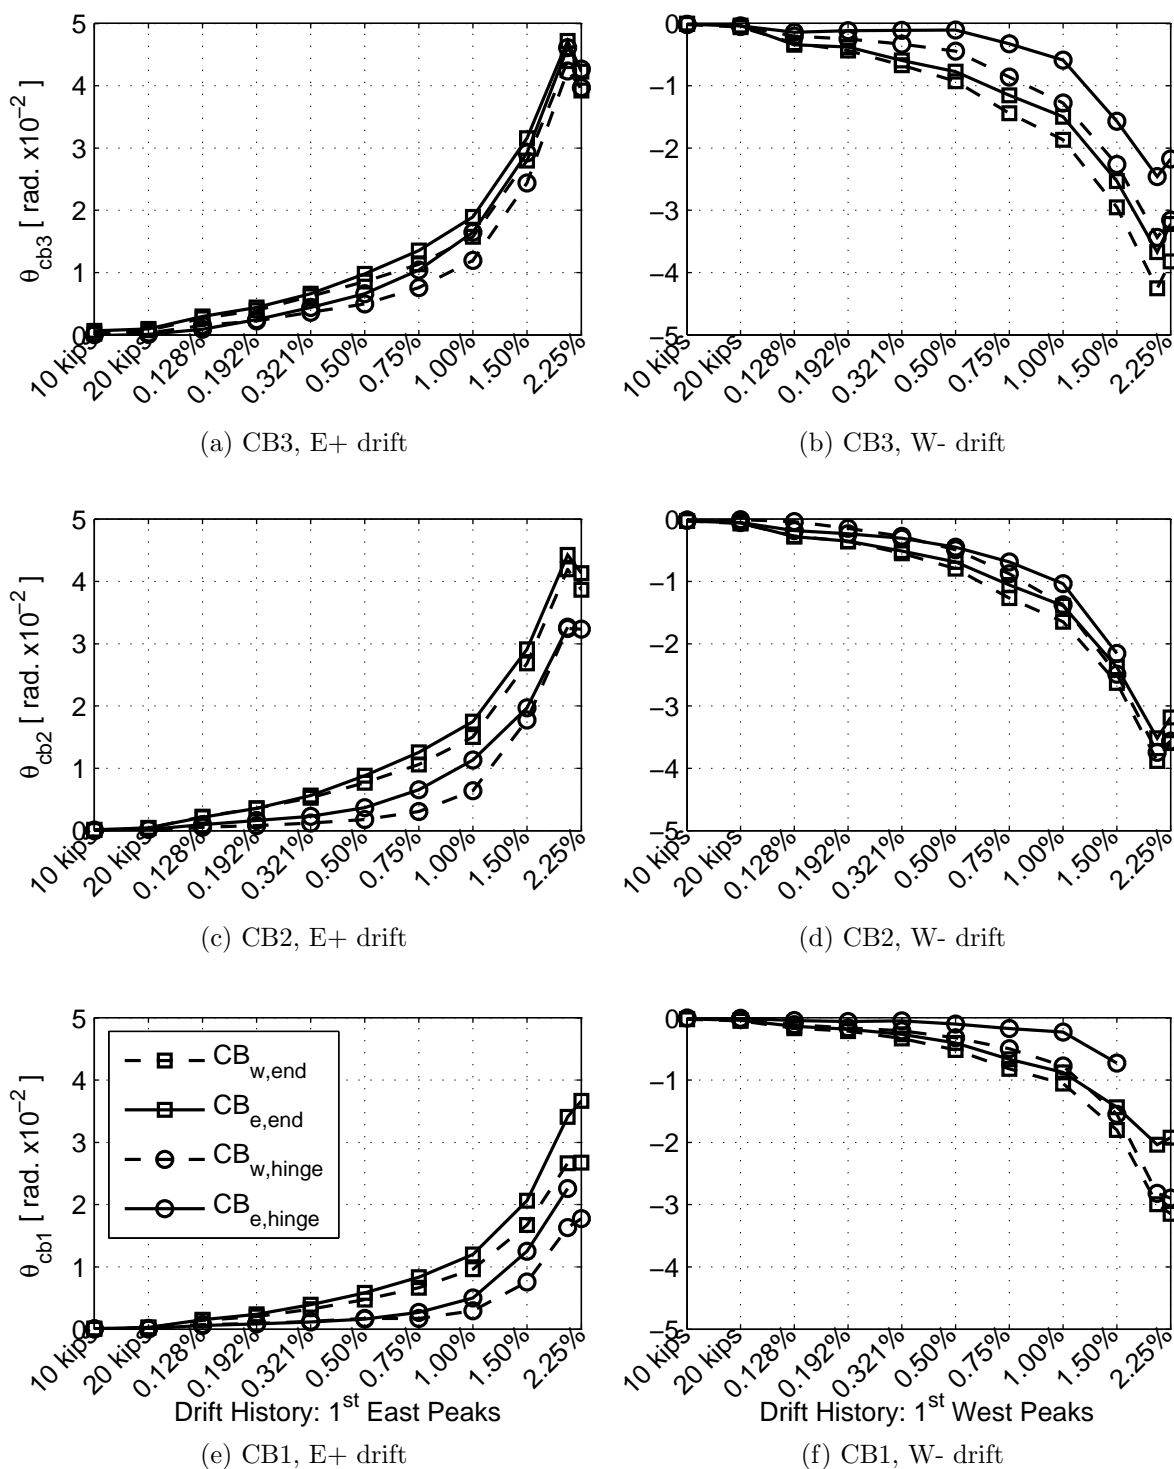 5
4
3
2
1
0
θcb3 [ rad. x10−2 ]
10 kips 20 kips 0.128% 0.192% 0.321% 0.50% 0.75% 1.00% 1.50% 2.25%
(a) CB3, E+ drift
0
−1
−2
−3
−4
−5
10 kips 20 kips 0.128% 0.192% 0.321% 0.50% 0.75% 1.00% 1.50% 2.25%
(b) CB3, W- drift
5
4
3
2
1
0
θcb2 [ rad. x10−2 ]
10 kips 20 kips 0.128% 0.192% 0.321% 0.50% 0.75% 1.00% 1.50% 2.25%
(c) CB2, E+ drift
0
−1
−2
−3
−4
−5
10 kips 20 kips 0.128% 0.192% 0.321% 0.50% 0.75% 1.00% 1.50% 2.25%
(d) CB2, W- drift
5
4
3
2
1
0
θcb1 [ rad. x10−2 ]
CBw,end
CBe,end
CBw,hinge
CBe,hinge
10 kips 20 kips 0.128% 0.192% 0.321% 0.50% 0.75% 1.00% 1.50% 2.25%
Drift History: 1st East Peaks
(e) CB1, E+ drift
0
−1
−2
−3
−4
−5
10 kips 20 kips 0.128% 0.192% 0.321% 0.50% 0.75% 1.00% 1.50% 2.25%
Drift History: 1st West Peaks
(f) CB1, W- drift